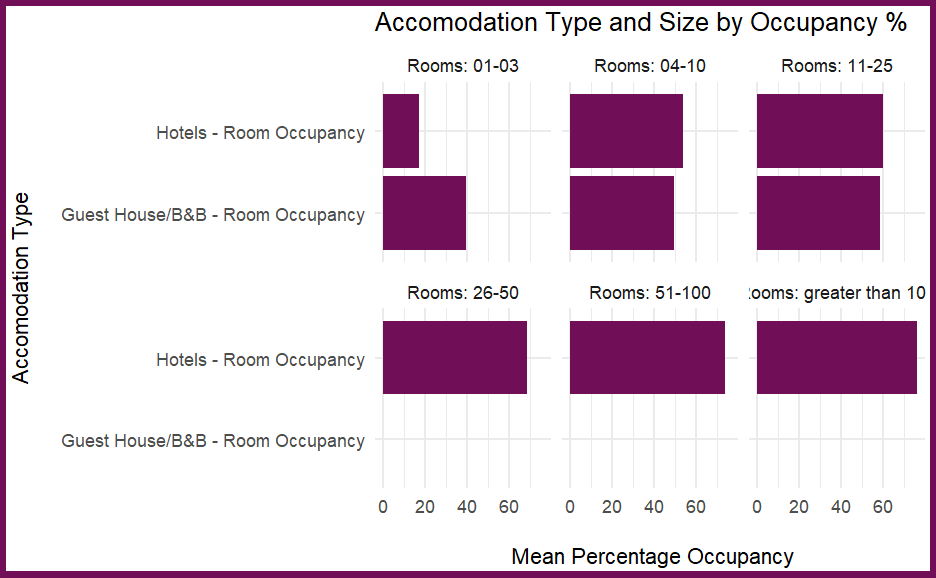 Accomodation Type and Size by Occupancy %
Rooms: 01-03
Rooms: 04-10
Rooms: 11-25
Hotels - Room Occupancy
Guest House/B&B - Room Occupancy
Accomodation Type
Rooms: 26-50
Rooms: 51-100
ooms: greater than 10
Hotels - Room Occupancy
Guest House/B&B - Room Occupancy
0 20 40 60
0 20 40 60
0 20 40 60
Mean Percentage Occupancy